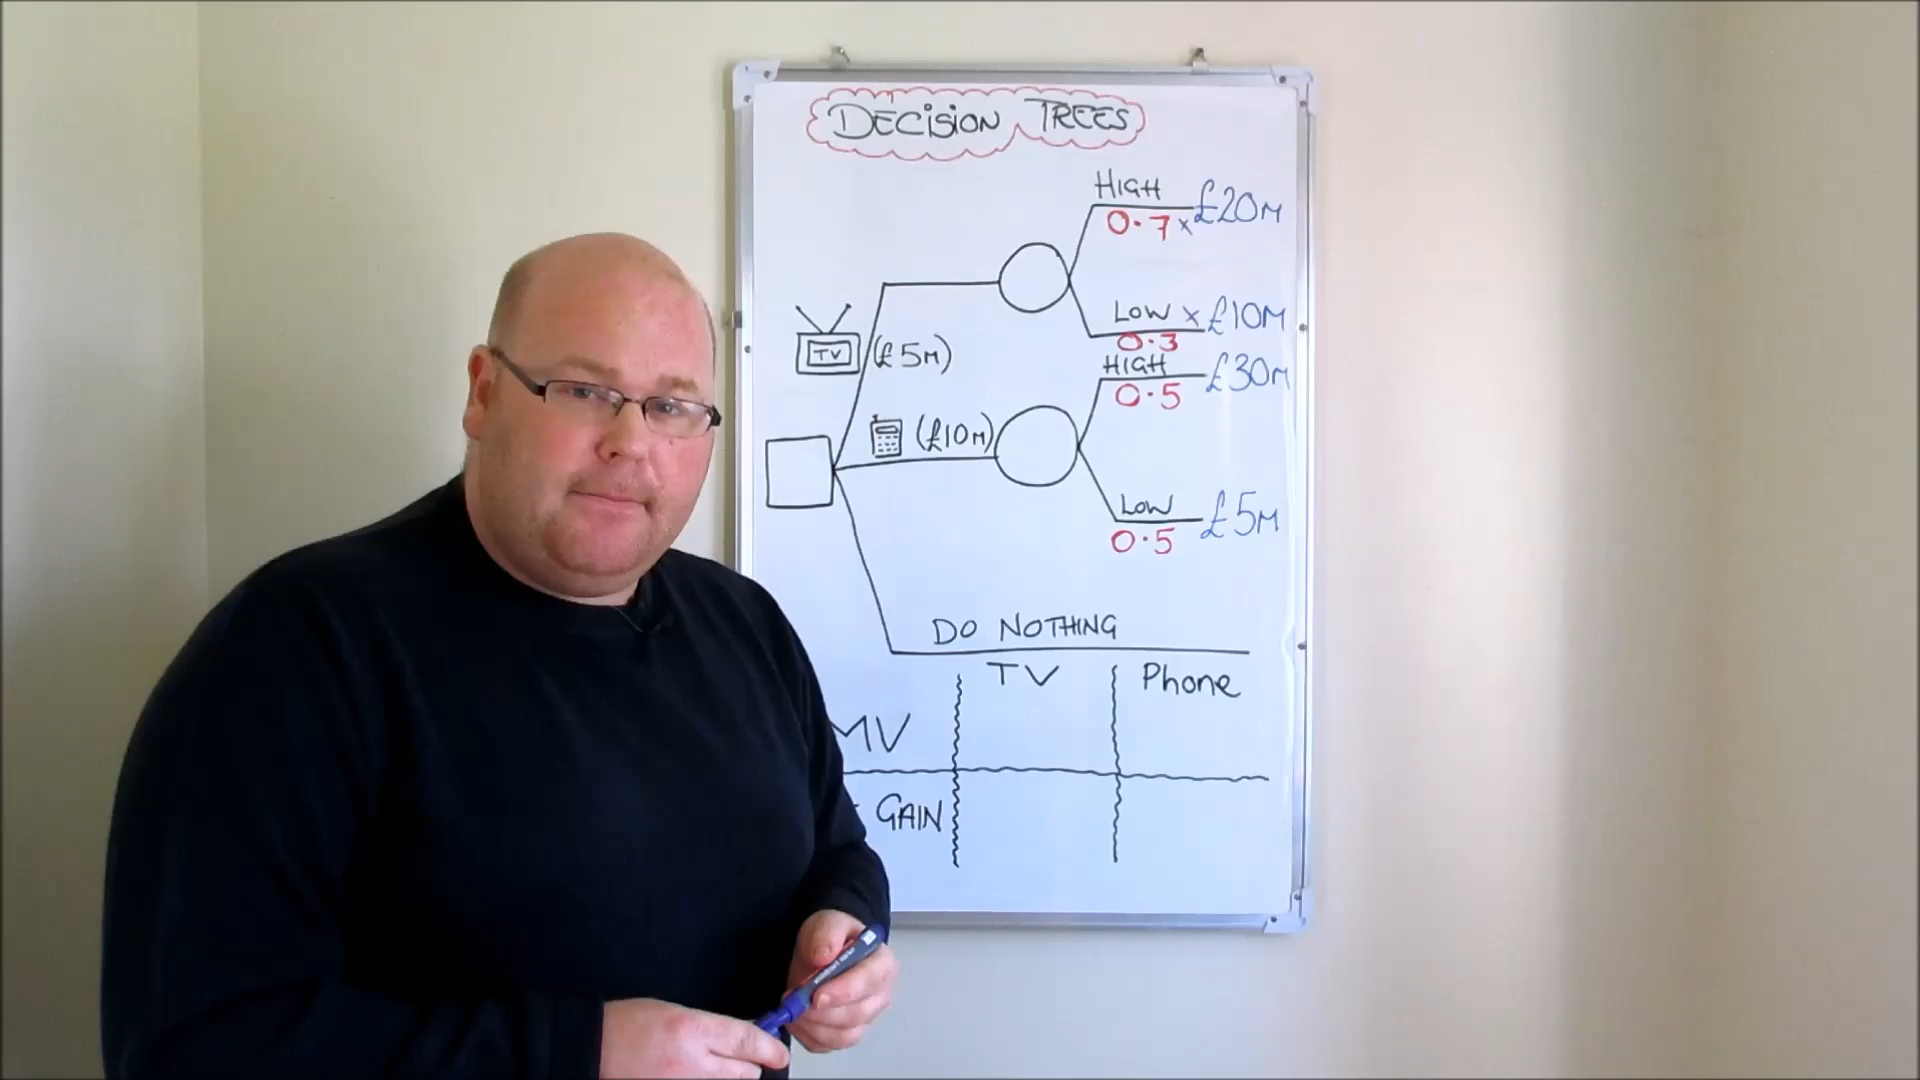 DECISION TREES
HIGH
0.7 x £20M
LOW x £10M
0.3
TV (£5M)
HIGH £30M
0.5
(£10M)
LOW £5M
0.5
DO NOTHING
TV Phone
MV
GAIN